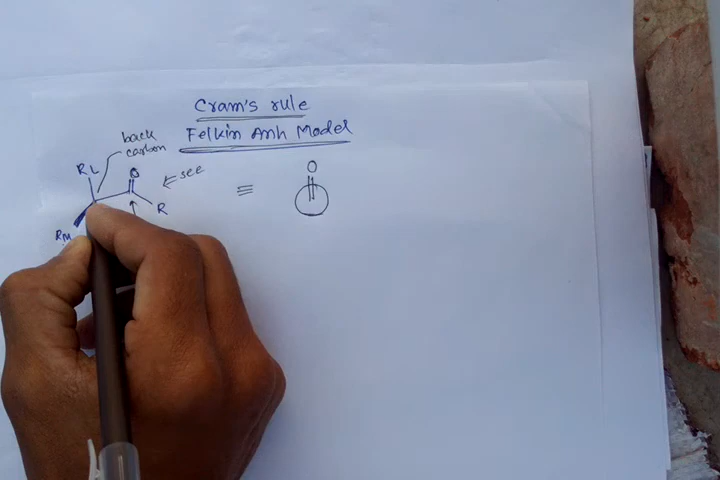 Cram's rule
Felkin Anh Model
back
carbon
RL
O
see
≡
O
R
RM